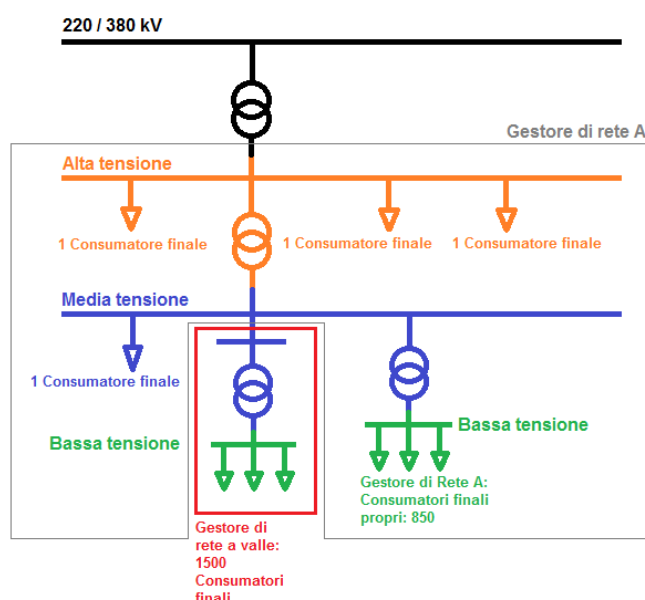 220 / 380 kV
Gestore di rete A
Alta tensione
1 Consumatore finale
1 Consumatore finale
1 Consumatore finale
Media tensione
1 Consumatore finale
Bassa tensione
Bassa tensione
Gestore di Rete A:
Consumatori finali
propri: 850
Gestore di
rete a valle:
1500
Consumatori
finali